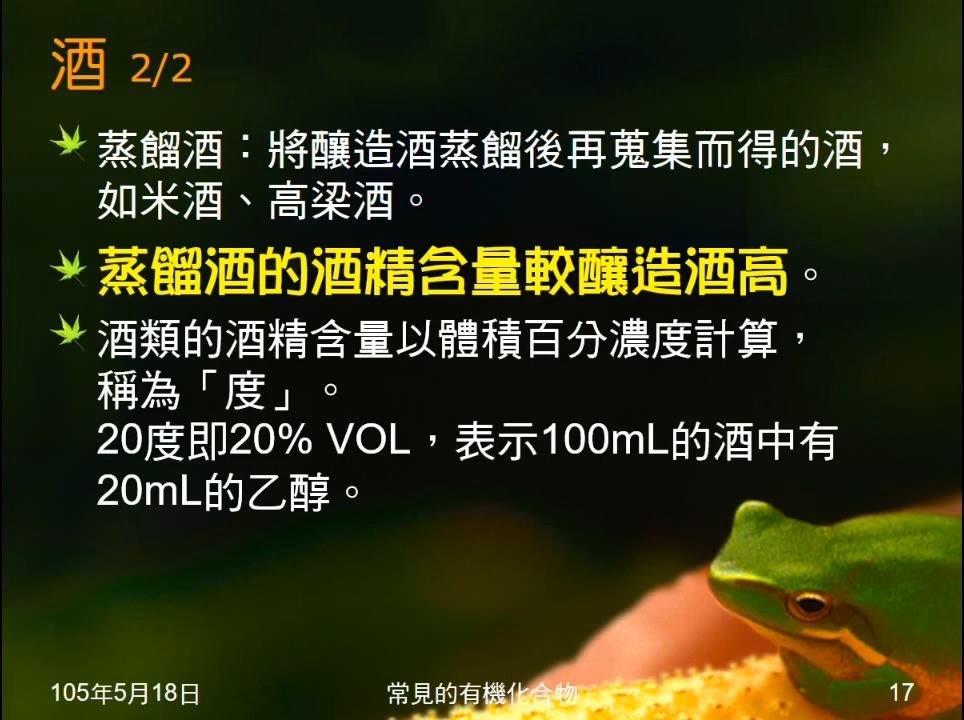 酒 2/2
蒸餾酒：將釀造酒蒸餾後再蒐集而得的酒，
如米酒、高梁酒。
蒸餾酒的酒精含量較釀造酒高。
酒類的酒精含量以體積百分濃度計算，
稱為「度」。
20度即20% VOL，表示100mL的酒中有
20mL的乙醇。
105年5月18日
常見的有機化合物
17